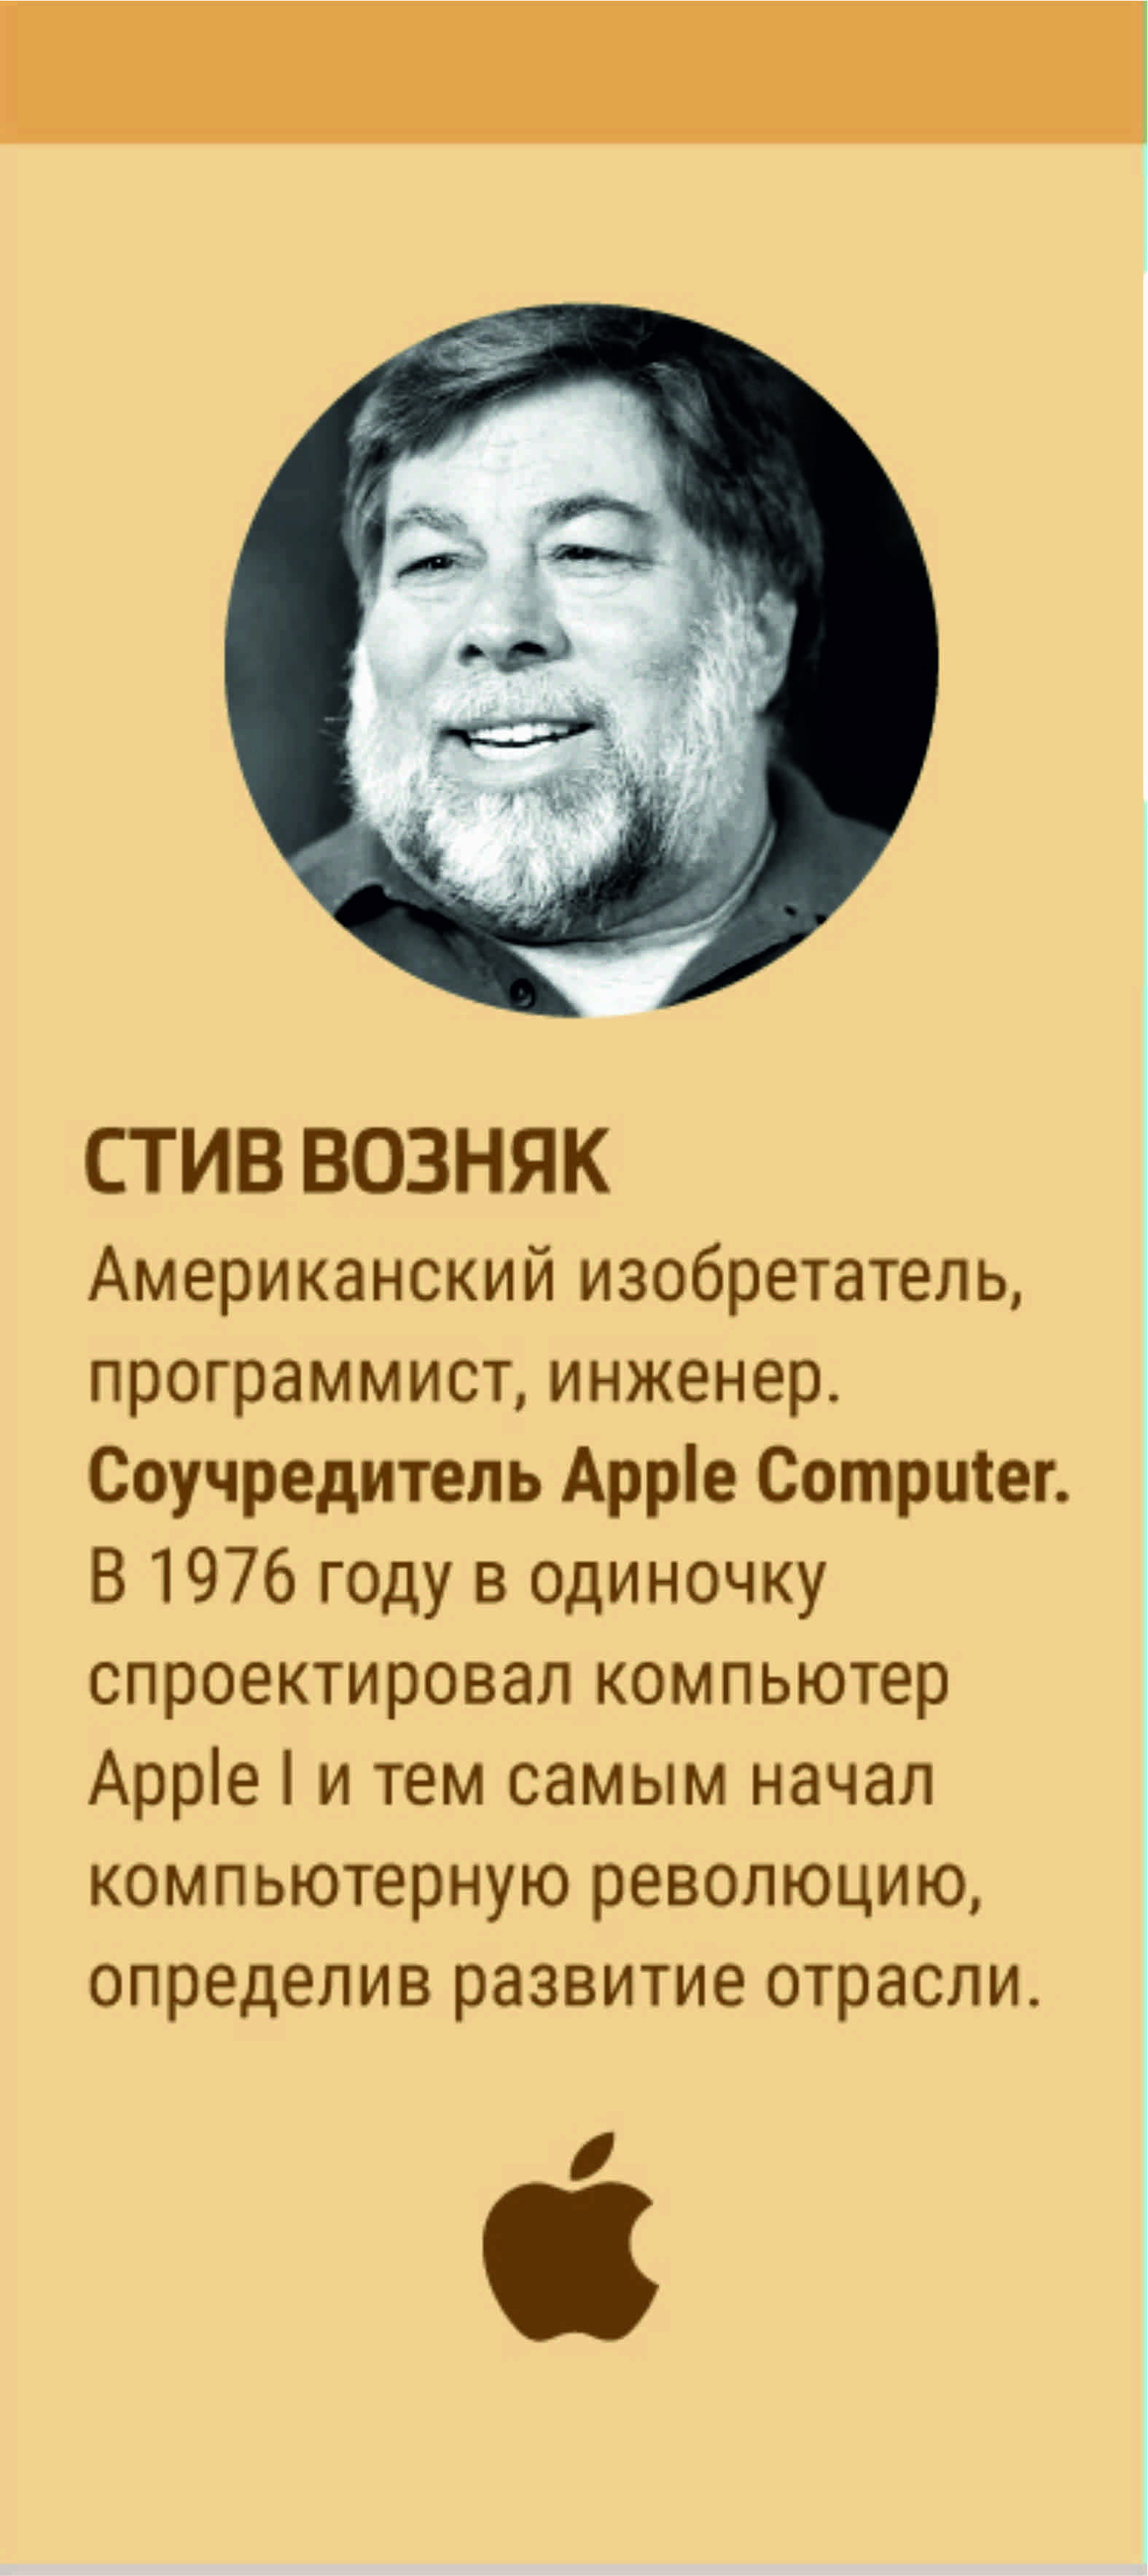 СТИВ ВОЗНЯК
Американский изобретатель,
программист, инженер.
Соучредитель Apple Computer.
В 1976 году в одиночку
спроектировал компьютер
Apple I и тем самым начал
компьютерную революцию,
определив развитие отрасли.